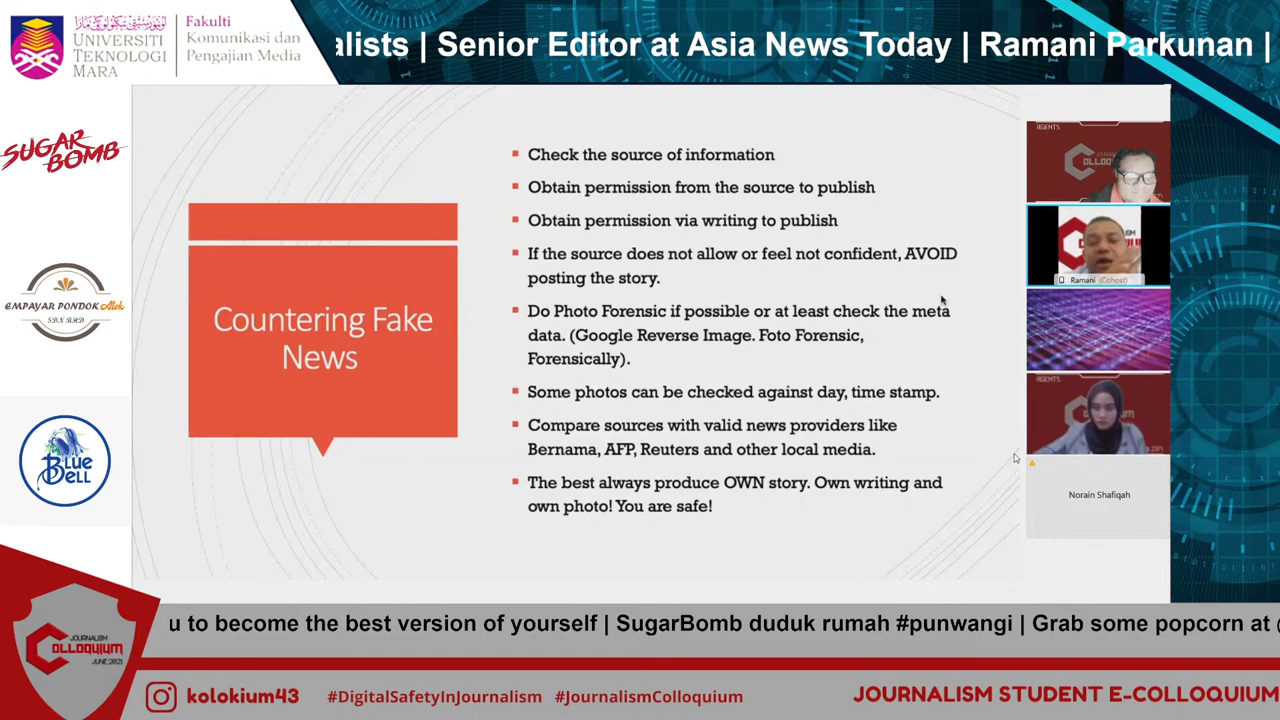 UNIVERSITI
TEKNOLOGI
MARA
Fakulti
Komunikasi dan
Pengajian Media
alists | Senior Editor at Asia News Today | Ramani Parkunan |
SUGAR
BOMB
EMPAYAR PONDOK Atok
SDN BHD
BLUE
BELL
Countering Fake
News
Check the source of information
Obtain permission from the source to publish
Obtain permission via writing to publish
If the source does not allow or feel not confident, AVOID
posting the story.
Do Photo Forensic if possible or at least check the meta
data. (Google Reverse Image. Foto Forensic,
Forensically).
Some photos can be checked against day, time stamp.
Compare sources with valid news providers like
Bernama, AFP, Reuters and other local media.
The best always produce OWN story. Own writing and
own photo! You are safe!
AGENTS
COLLOQUIUM
Ramani (Cohost)
AGENTS
COLLOQUIUM
Norain Shafiqah
u to become the best version of yourself | SugarBomb duduk rumah #punwangi | Grab some popcorn at @
JOURNALISM
COLLOQUIUM
JUNE 2021
kolokium43
#DigitalSafetyInJournalism #JournalismColloquium
JOURNALISM STUDENT E-COLLOQUIUM